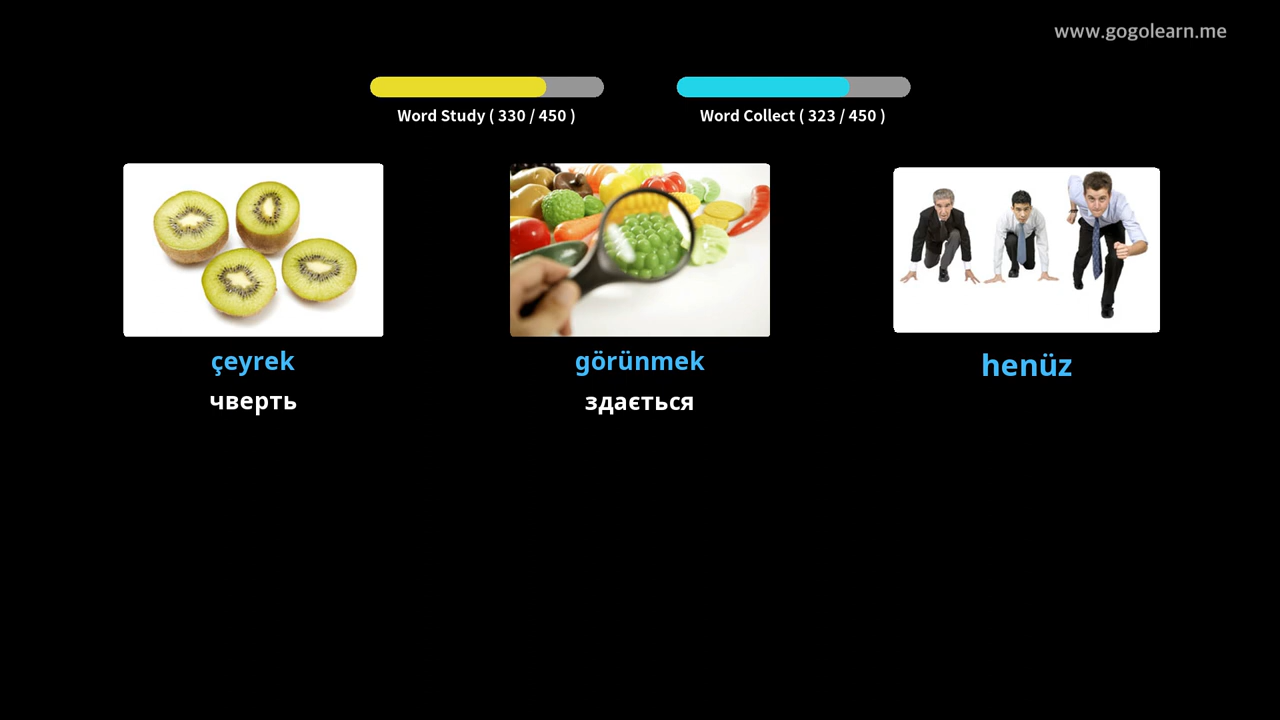 www.gogolearn.me
Word Study ( 330 / 450 )
Word Collect ( 323 / 450 )
çeyrek
görünmek
henüz
чверть
здається